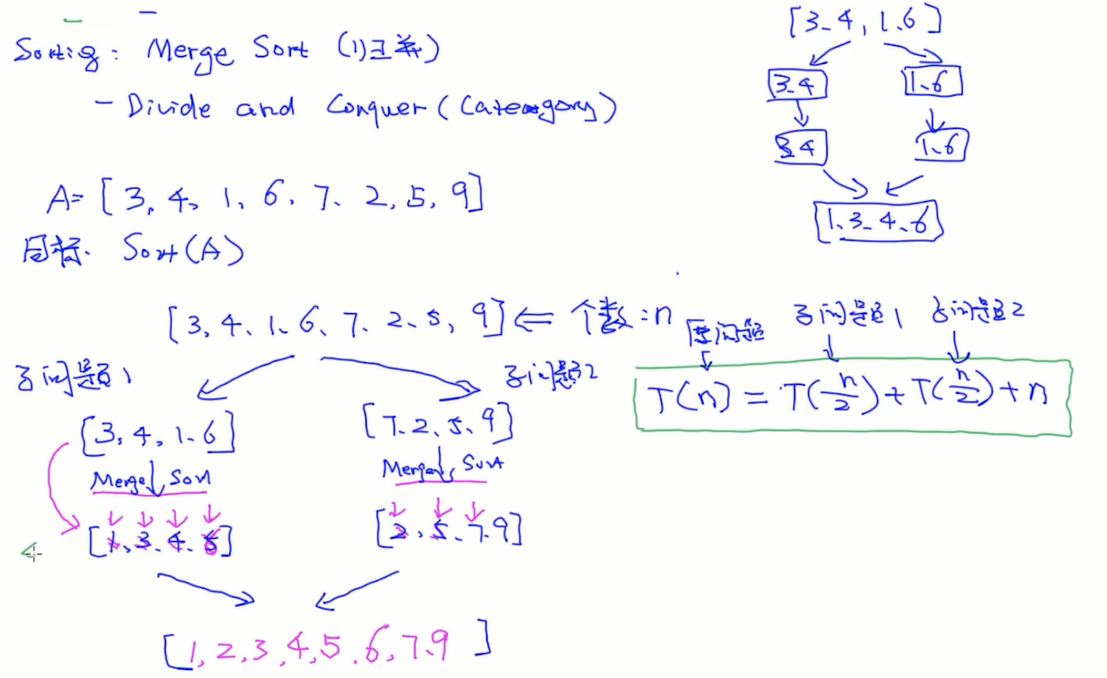 Sorting: Merge Sort (归并)
- Divide and Conquer (Category)
A= [3, 4, 1, 6, 7, 2, 5, 9]
目标. Sort(A)
[3, 4, 1, 6, 7, 2, 5, 9] ⇐ 个数:n
子问题1
子问题2
[3, 4, 1, 6]
[7, 2, 5, 9]
Merge Sort
Merge Sort
[1, 3, 4, 6]
[2, 5, 7, 9]
[1, 2, 3, 4, 5, 6, 7, 9]
[3, 4, 1, 6]
3, 4
1, 6
3, 4
1, 6
1, 3, 4, 6
原问题
子问题1
子问题2
T(n) = T(n/2) + T(n/2) + n